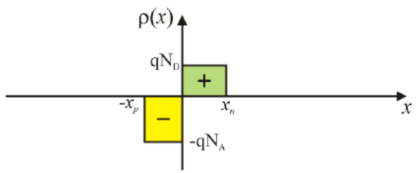 ρ(x)
qN_D
+
-x_p
x_n
x
−
-qN_A